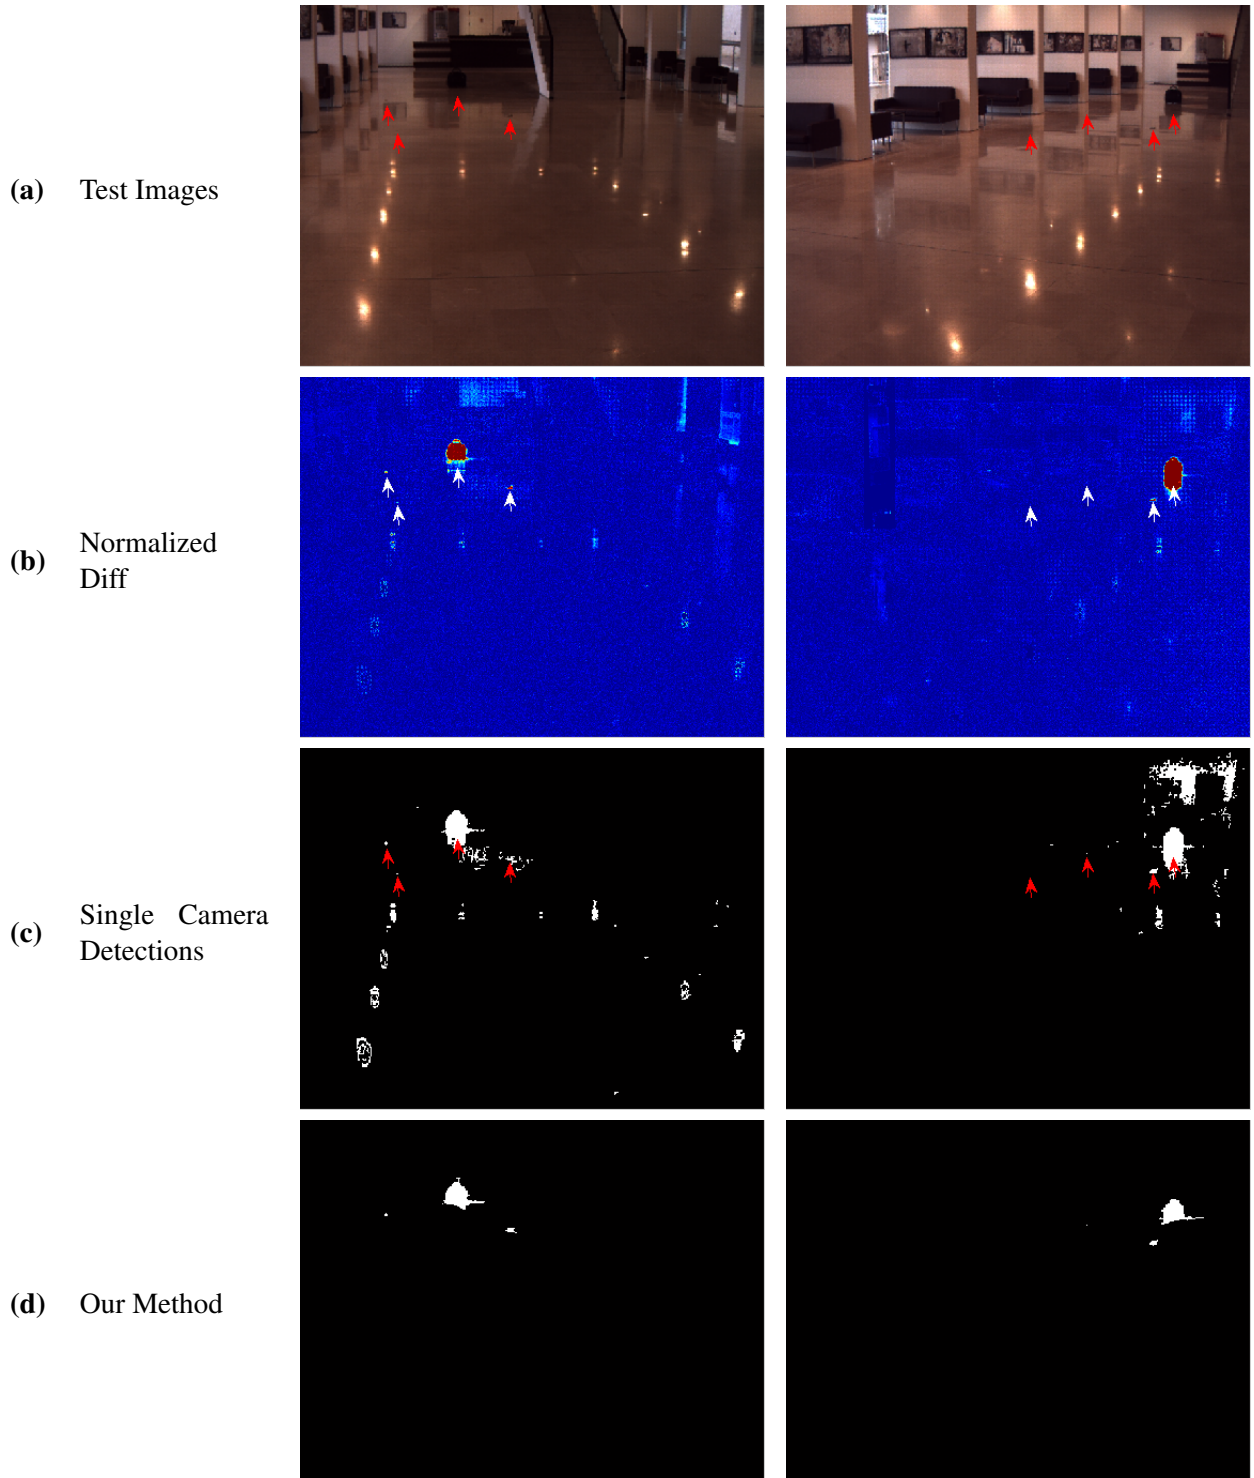 (a) Test Images
(b) Normalized
Diff
(c) Single Camera
Detections
(d) Our Method